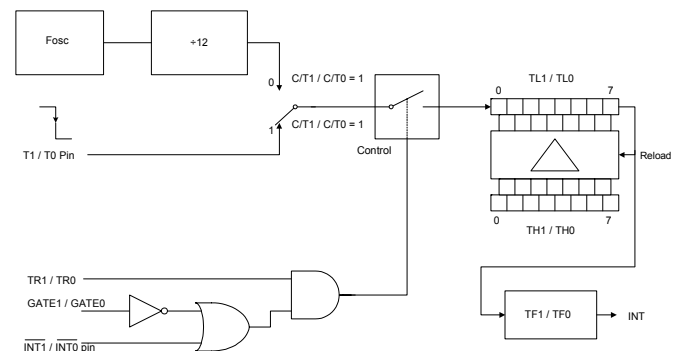 Fosc
÷12
TL1 / TL0
0
C/T1 / C/T0 = 1
0
7
1
C/T1 / C/T0 = 1
Control
T1 / T0 Pin
Reload
0
7
TH1 / TH0
TR1 / TR0
GATE1 / GATE0
TF1 / TF0
INT
INT1 / INT0 pin